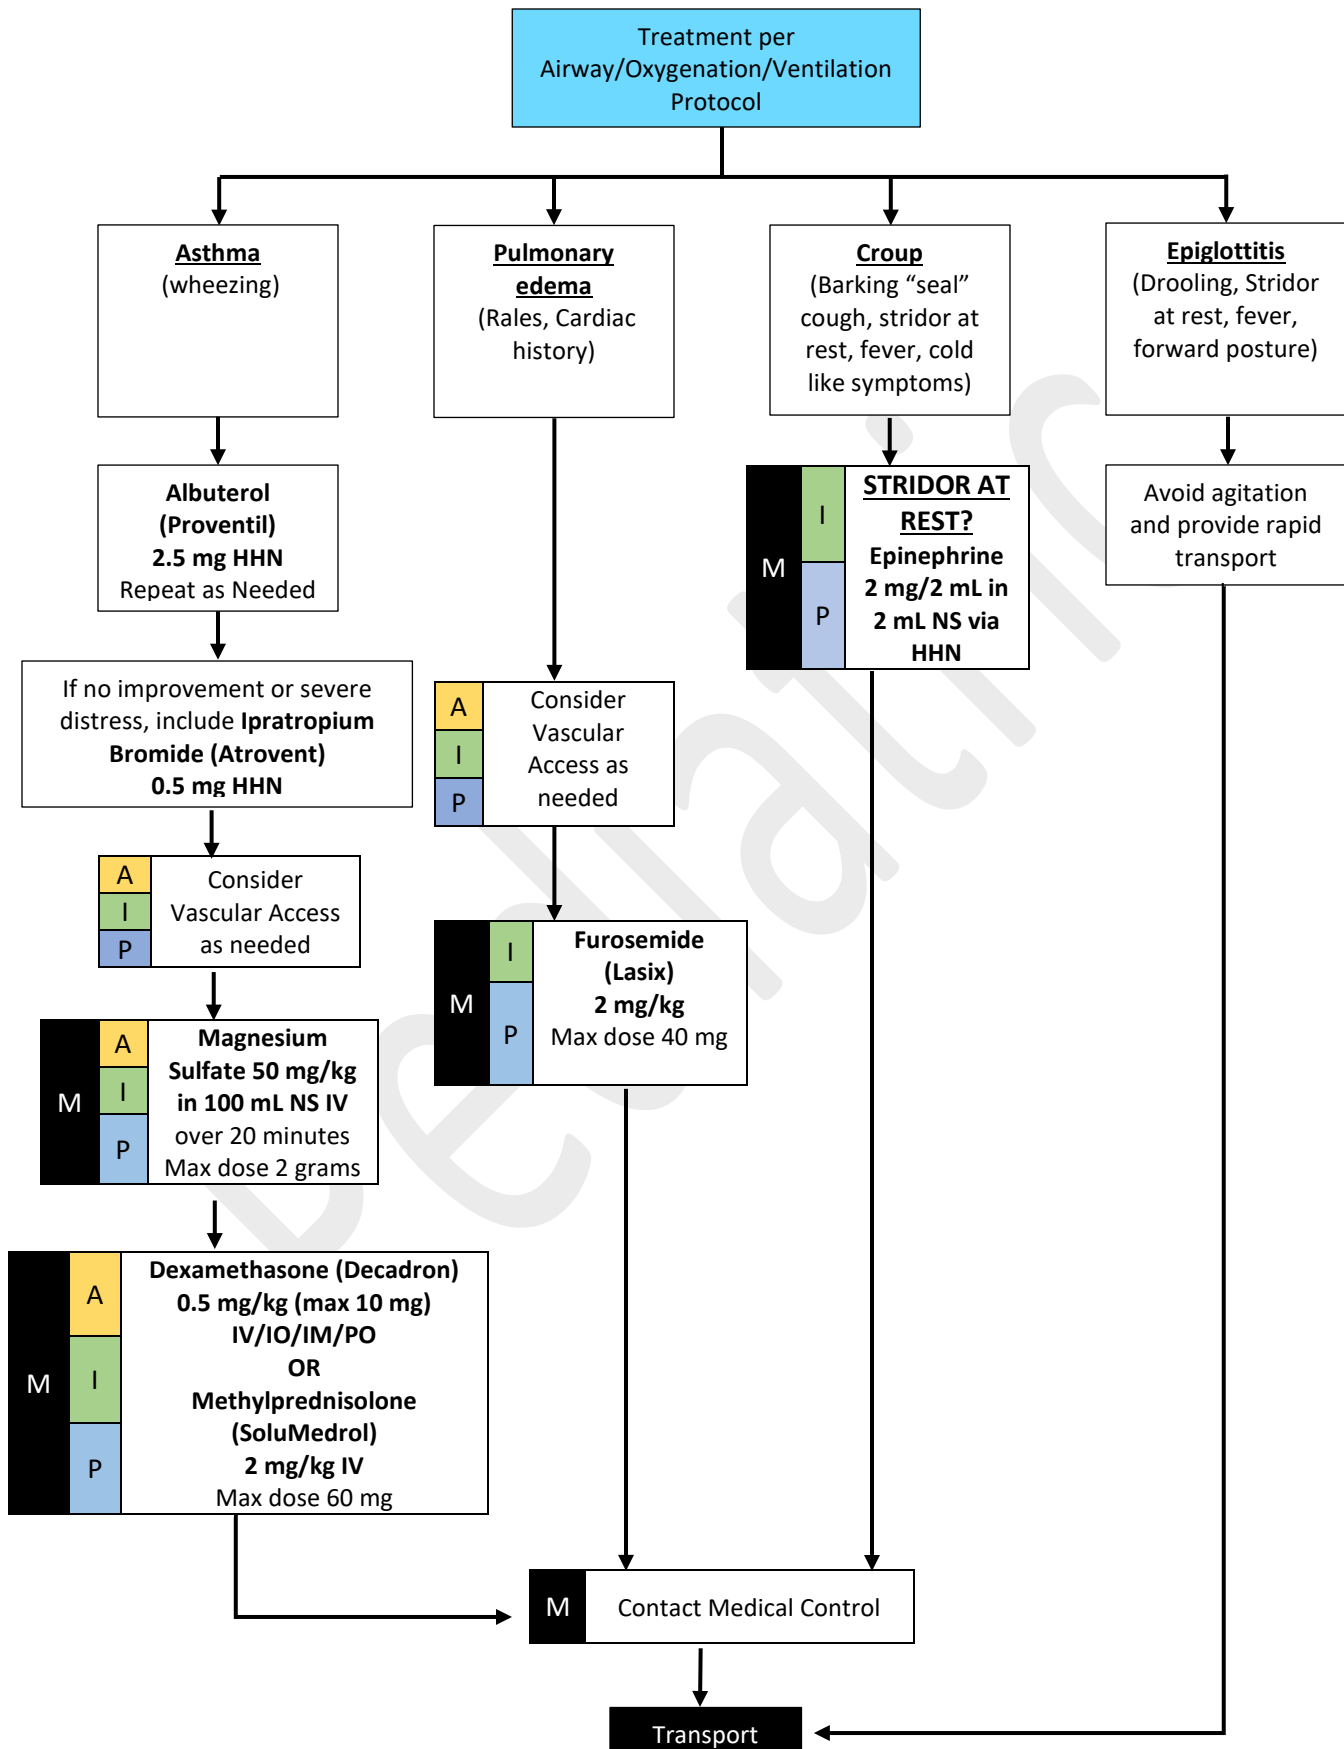 Treatment per
Airway/Oxygenation/Ventilation
Protocol
Asthma
(wheezing)
Pulmonary
edema
(Rales, Cardiac
history)
Croup
(Barking “seal”
cough, stridor at
rest, fever, cold
like symptoms)
Epiglottitis
(Drooling, Stridor
at rest, fever,
forward posture)
Albuterol
(Proventil)
2.5 mg HHN
Repeat as Needed
M
I
P
STRIDOR AT
REST?
Epinephrine
2 mg/2 mL in
2 mL NS via
HHN
Avoid agitation
and provide rapid
transport
If no improvement or severe
distress, include Ipratropium
Bromide (Atrovent)
0.5 mg HHN
A
I
P
Consider
Vascular
Access as
needed
A
I
P
Consider
Vascular Access
as needed
M
I
P
Furosemide
(Lasix)
2 mg/kg
Max dose 40 mg
M
A
I
P
Magnesium
Sulfate 50 mg/kg
in 100 mL NS IV
over 20 minutes
Max dose 2 grams
M
A
I
P
Dexamethasone (Decadron)
0.5 mg/kg (max 10 mg)
IV/IO/IM/PO
OR
Methylprednisolone
(SoluMedrol)
2 mg/kg IV
Max dose 60 mg
M
Contact Medical Control
Transport
Pediatric